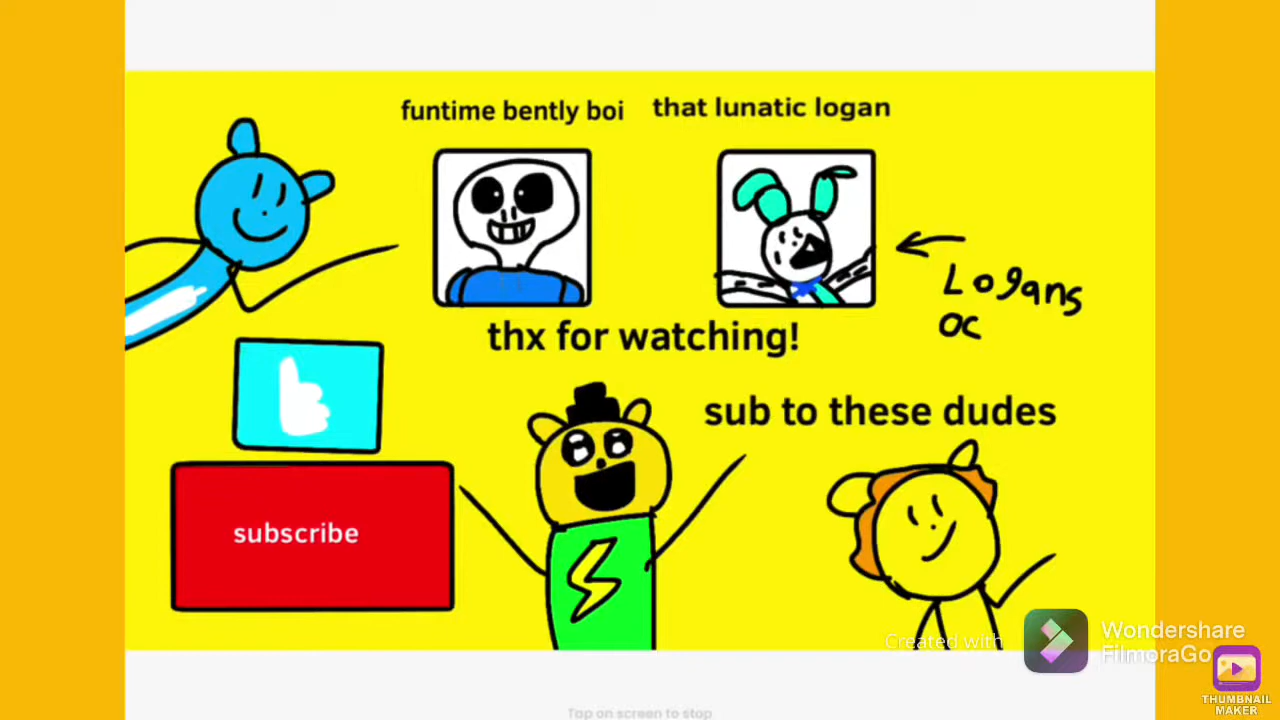 funtime bently boi
that lunatic logan
Logans
oc
thx for watching!
sub to these dudes
subscribe
Created with
Wondershare
FilmoraGo
THUMBNAIL
MAKER
Tap on screen to stop